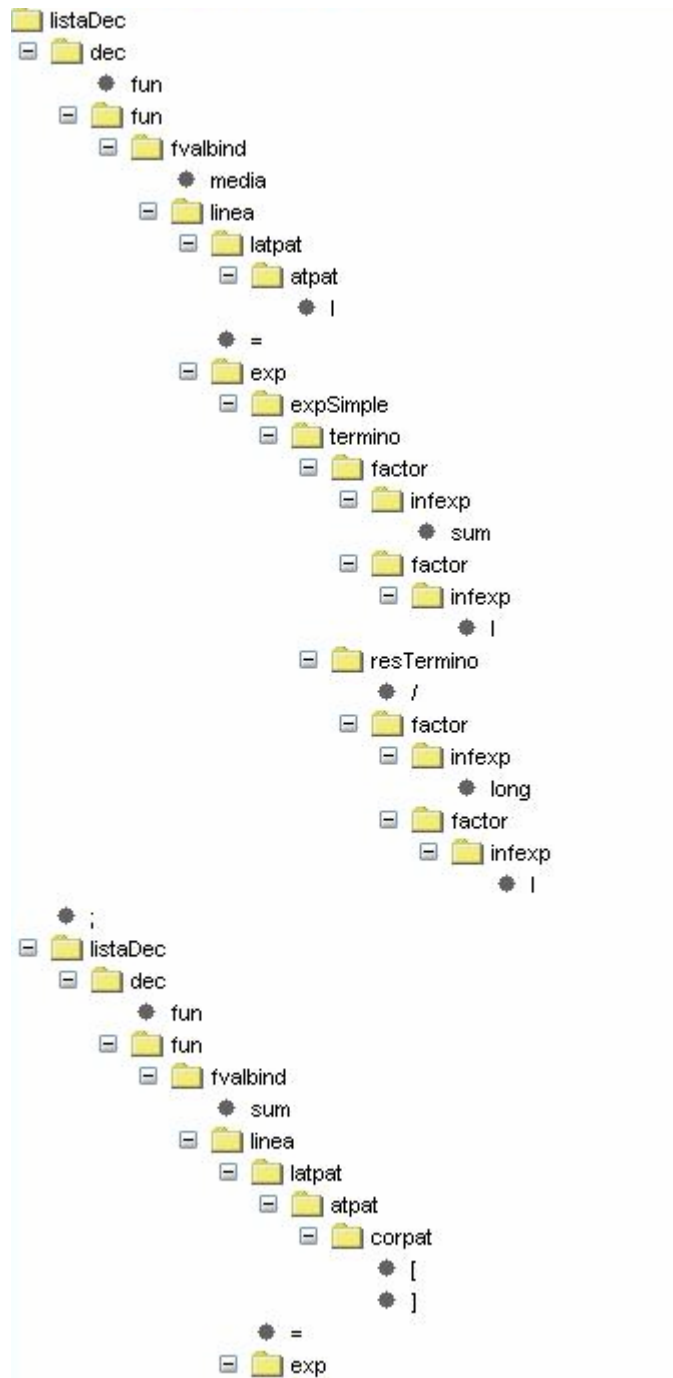 listaDec
dec
fun
fun
fvalbind
media
linea
latpat
atpat
l
=
exp
expSimple
termino
factor
infexp
sum
factor
infexp
l
resTermino
/
factor
infexp
long
factor
infexp
l
;
listaDec
dec
fun
fun
fvalbind
sum
linea
latpat
atpat
corpat
[
]
=
exp